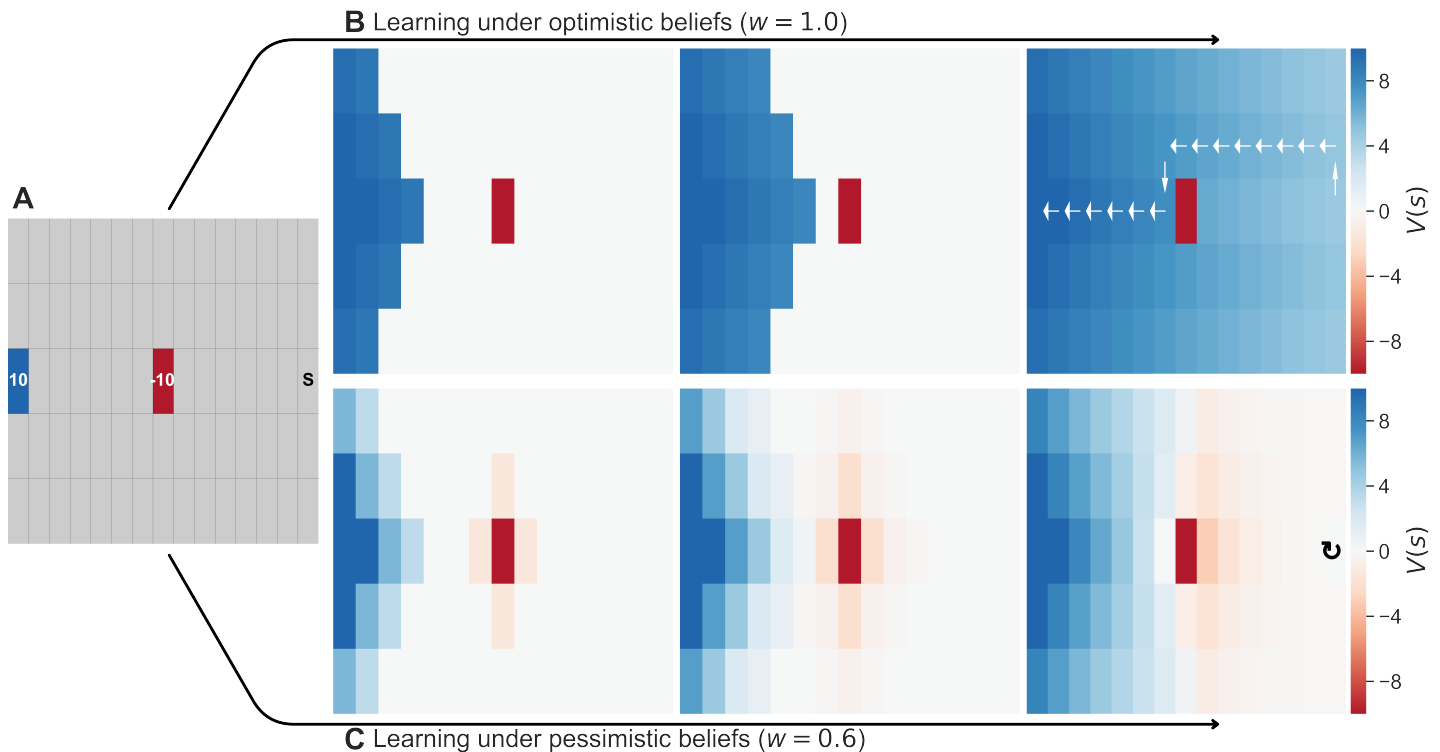 B Learning under optimistic beliefs (w = 1.0)
8
4
0
−4
−8
V(s)
A
10
-10
S
8
4
0
−4
−8
V(s)
↻
C Learning under pessimistic beliefs (w = 0.6)